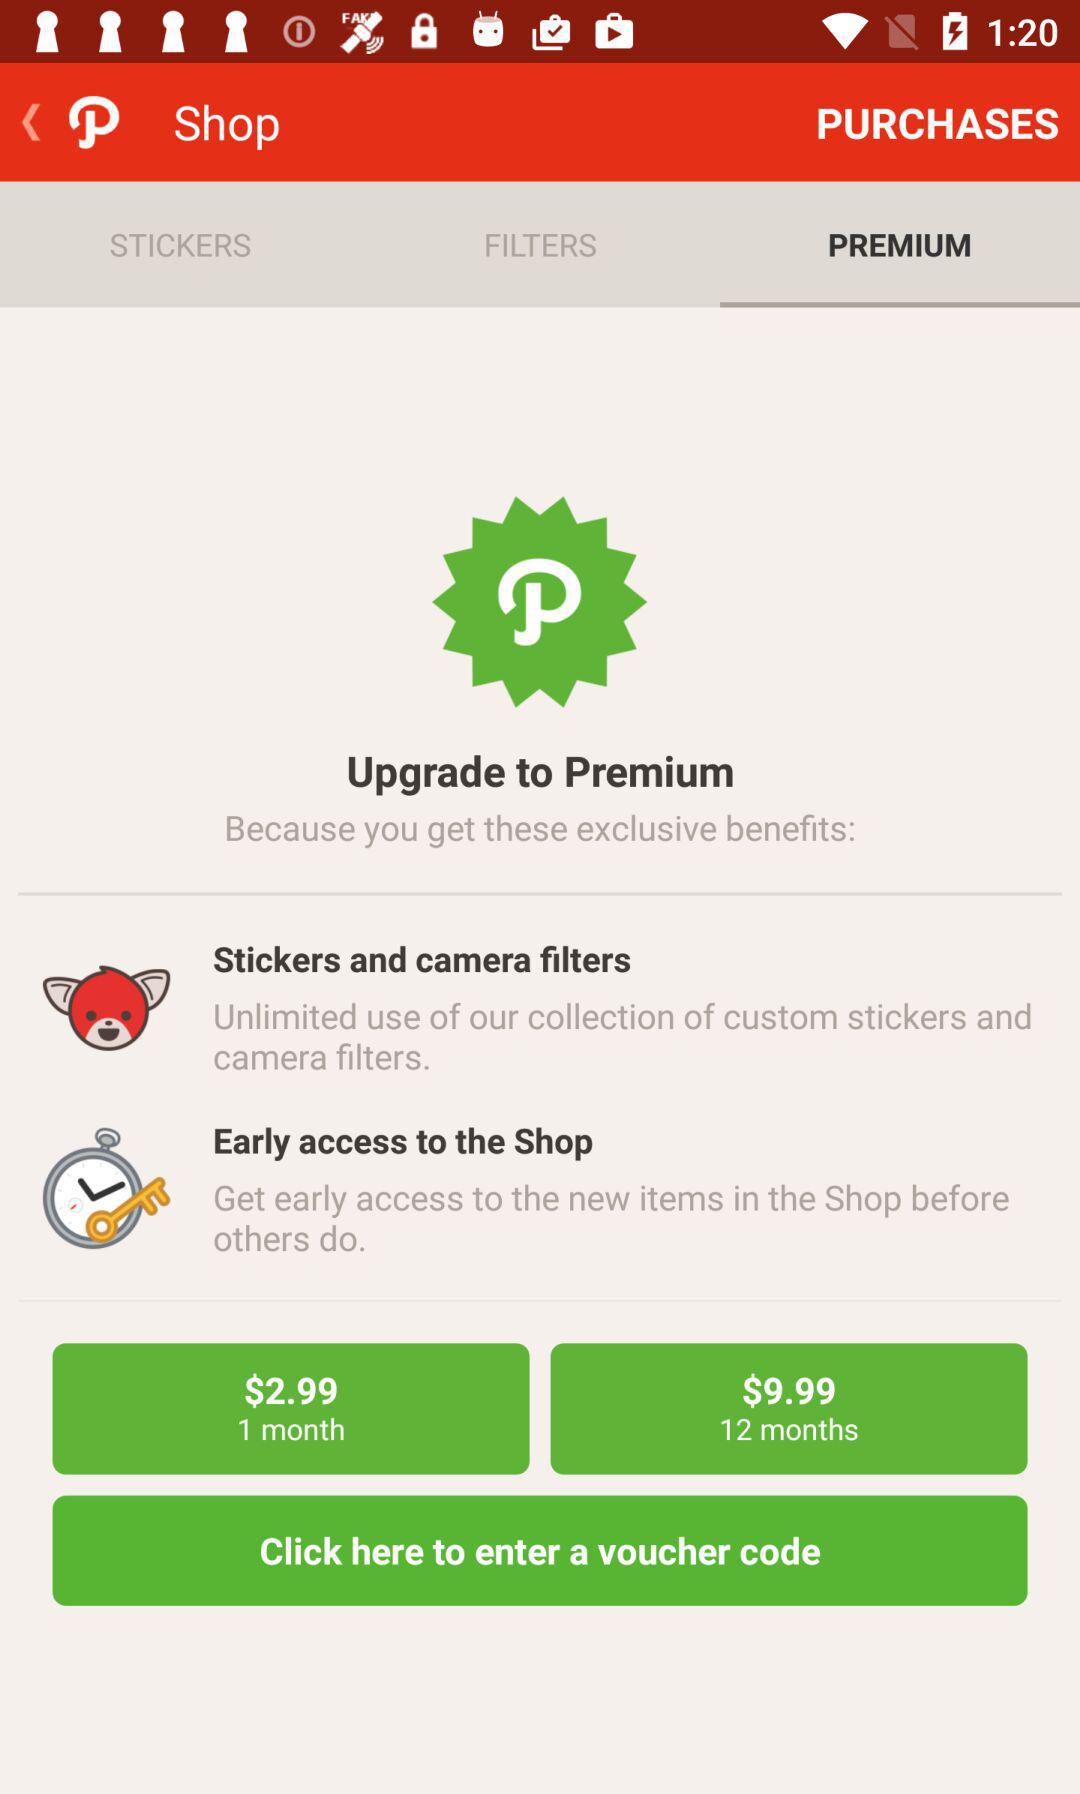 FAKE
1:20
Shop
PURCHASES
STICKERS
FILTERS
PREMIUM
Upgrade to Premium
Because you get these exclusive benefits:
Stickers and camera filters
Unlimited use of our collection of custom stickers and
camera filters.
Early access to the Shop
Get early access to the new items in the Shop before
others do.
$2.99
1 month
$9.99
12 months
Click here to enter a voucher code